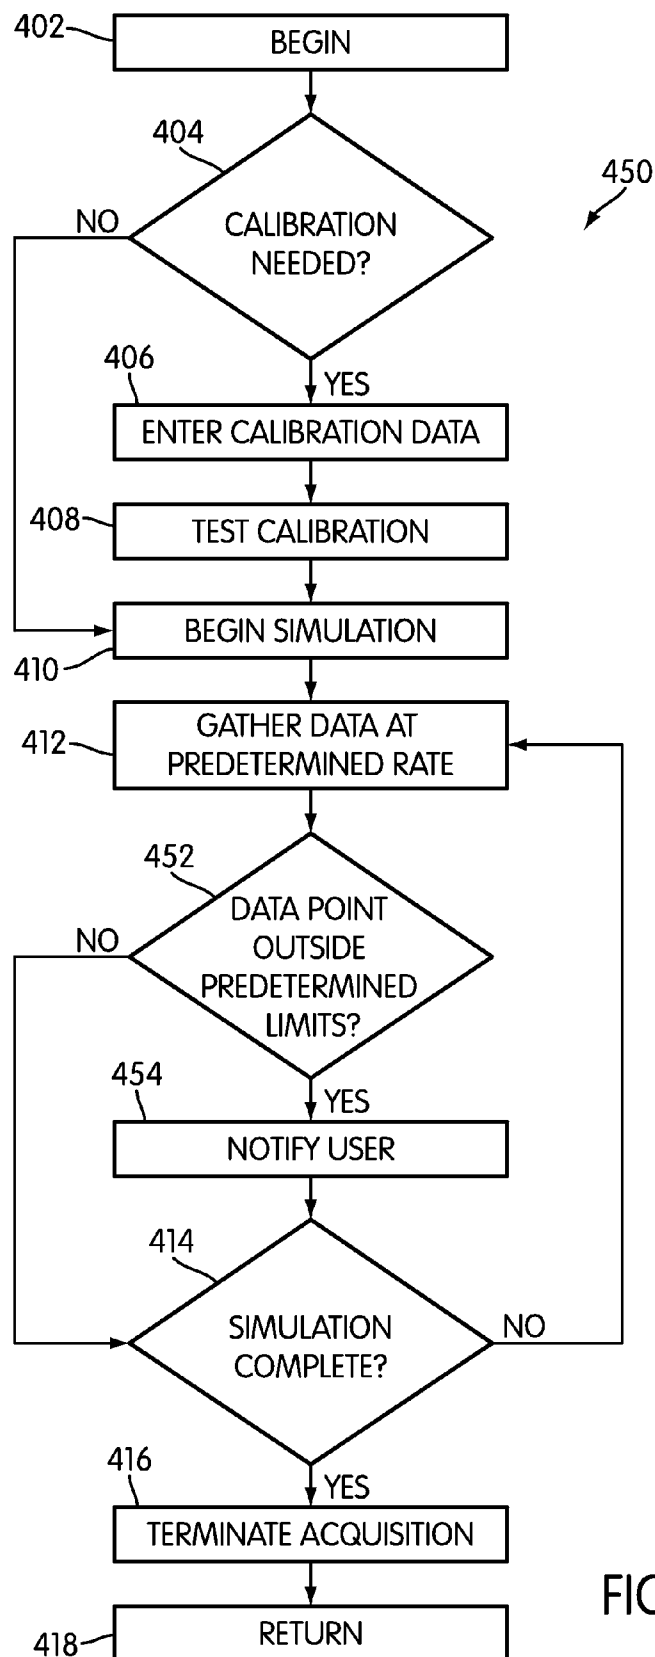 402
BEGIN
404
450
NO
CALIBRATION
NEEDED?
406
YES
ENTER CALIBRATION DATA
408
TEST CALIBRATION
BEGIN SIMULATION
410
GATHER DATA AT
412
PREDETERMINED RATE
452
NO
DATA POINT
OUTSIDE
PREDETERMINED
LIMITS?
454
YES
NOTIFY USER
414
SIMULATION
COMPLETE?
NO
416
YES
TERMINATE ACQUISITION
418
RETURN